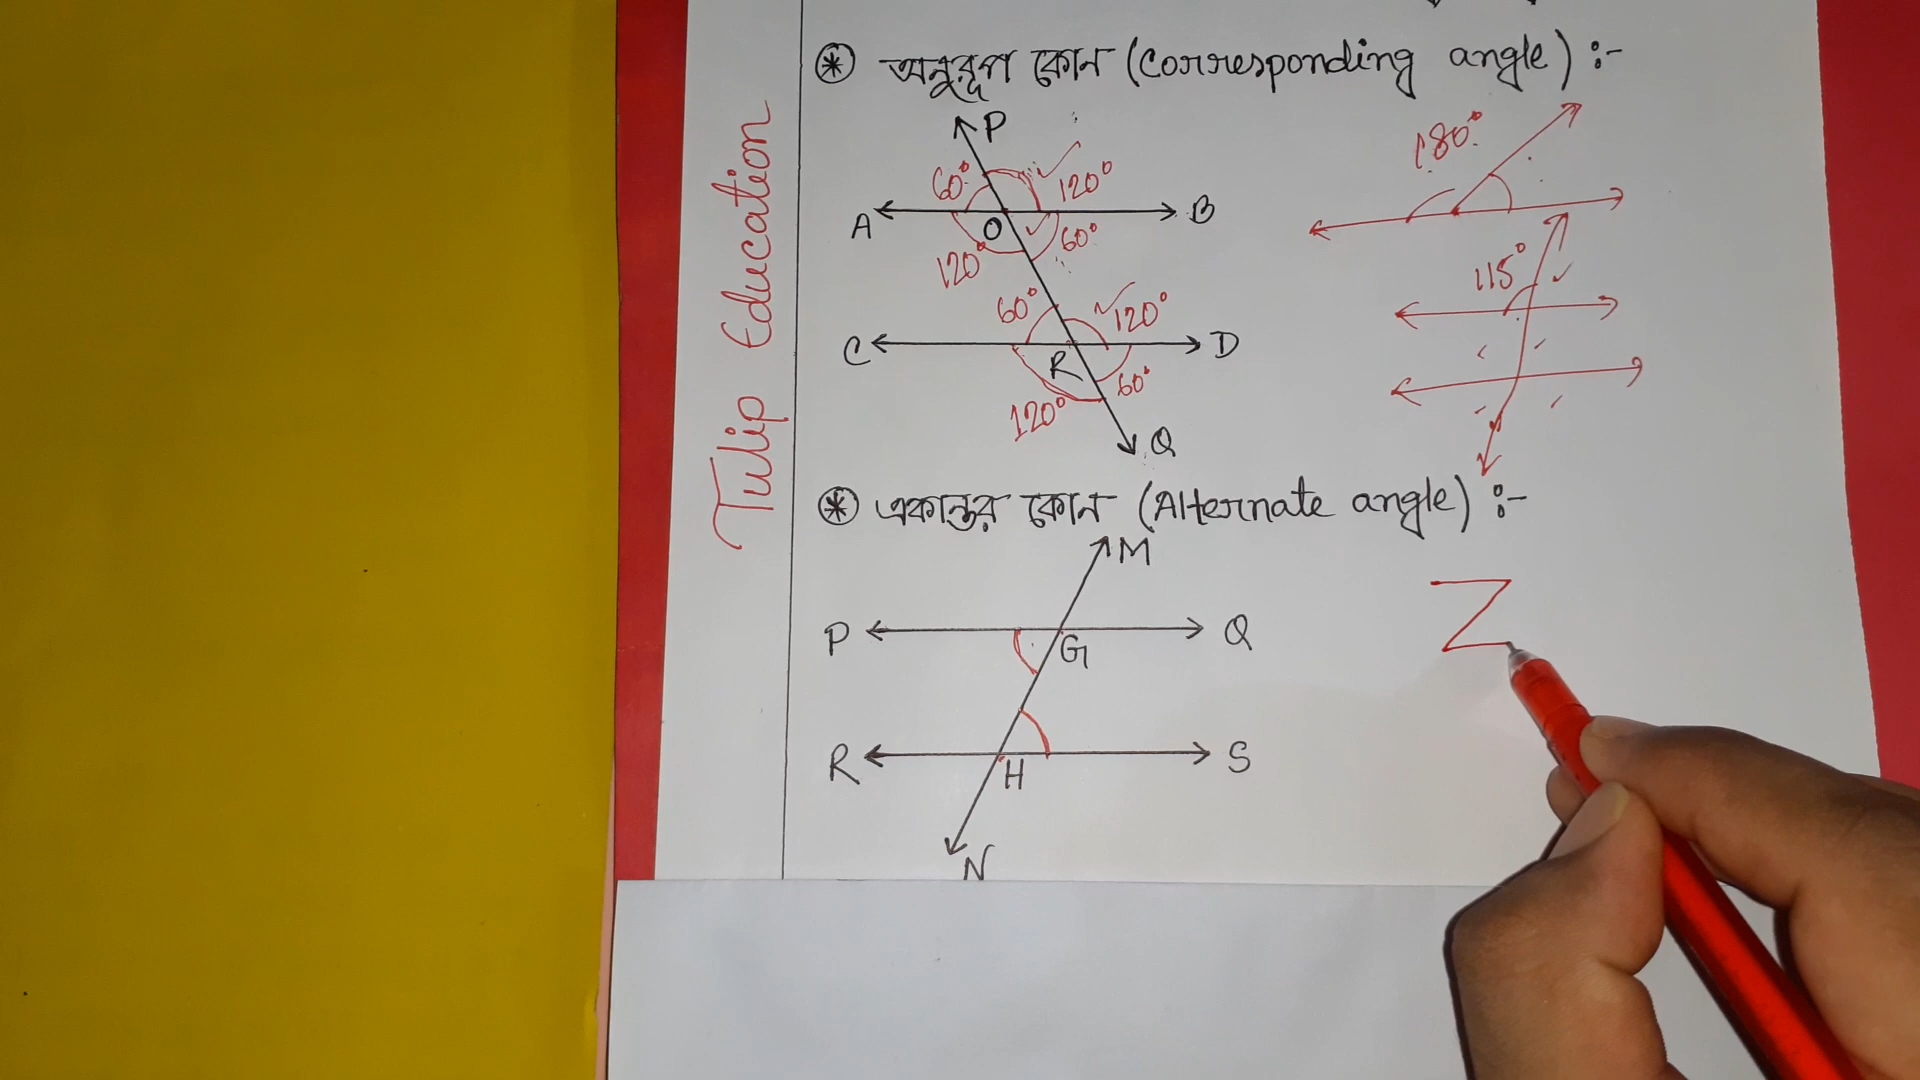 Tulip Education
অনুরূপ কোন (Corresponding angle) :-
P
60° 120°
A B
O 60°
120°
60° 120°
C D
R 60°
120°
Q
180°
115°
একান্তর কোন (Alternate angle) :-
M
P Q
G
R S
H
N
Z